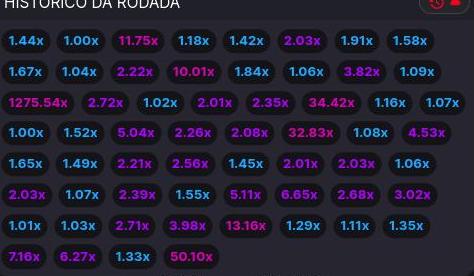 HISTÓRICO DA RODADA
1.44x 1.00x 11.75x 1.18x 1.42x 2.03x 1.91x 1.58x
1.67x 1.04x 2.22x 10.01x 1.84x 1.06x 3.82x 1.09x
1275.54x 2.72x 1.02x 2.01x 2.35x 34.42x 1.16x 1.07x
1.00x 1.52x 5.04x 2.26x 2.08x 32.83x 1.08x 4.53x
1.65x 1.49x 2.21x 2.56x 1.45x 2.01x 2.03x 1.06x
2.03x 1.07x 2.39x 1.55x 5.11x 6.65x 2.68x 3.02x
1.01x 1.03x 2.71x 3.98x 13.16x 1.29x 1.11x 1.35x
7.16x 6.27x 1.33x 50.10x